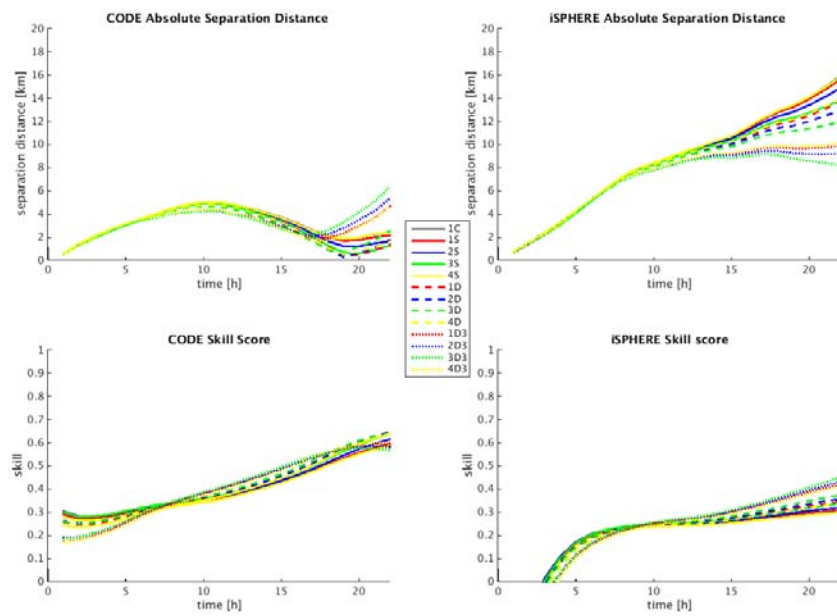 CODE Absolute Separation Distance
20
18
16
14
12
10
8
6
4
2
0
separation distance [km]
0 5 10 15 20
time [h]
iSPHERE Absolute Separation Distance
20
18
16
14
12
10
8
6
4
2
0
separation distance [km]
0 5 10 15 20
time [h]
1C
1S
2S
3S
4S
1D
2D
3D
4D
1D3
2D3
3D3
4D3
CODE Skill Score
1
0.9
0.8
0.7
0.6
0.5
0.4
0.3
0.2
0.1
0
skill
0 5 10 15 20
time [h]
iSPHERE Skill score
1
0.9
0.8
0.7
0.6
0.5
0.4
0.3
0.2
0.1
0
skill
0 5 10 15 20
time [h]